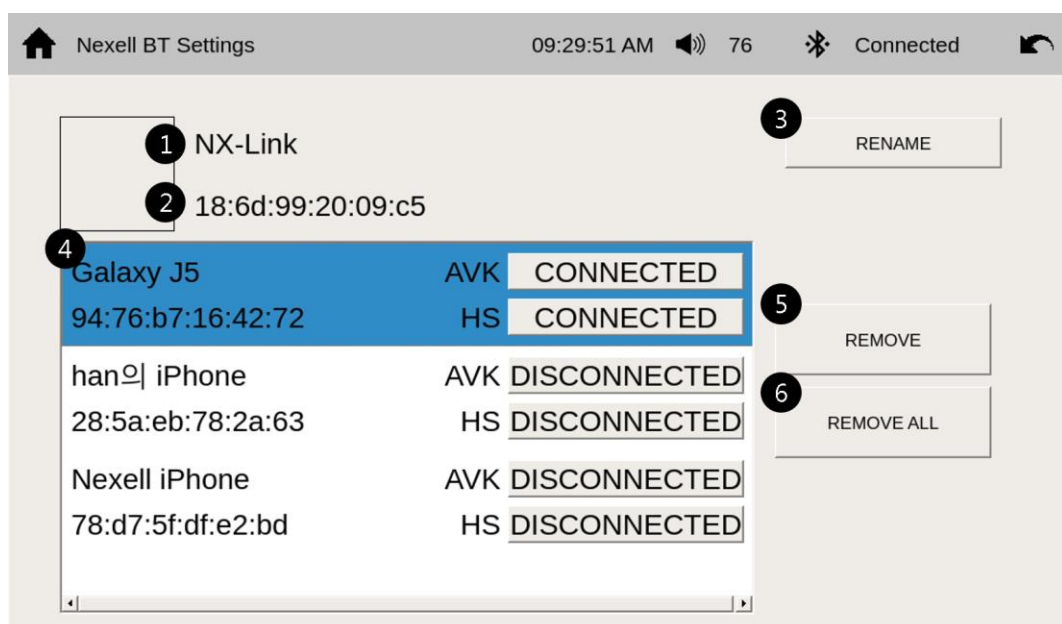 Nexell BT Settings 09:29:51 AM 76 Connected
1 NX-Link
3 RENAME
2 18:6d:99:20:09:c5
4
Galaxy J5 AVK CONNECTED
94:76:b7:16:42:72 HS CONNECTED
5 REMOVE
han의 iPhone AVK DISCONNECTED
28:5a:eb:78:2a:63 HS DISCONNECTED
6 REMOVE ALL
Nexell iPhone AVK DISCONNECTED
78:d7:5f:df:e2:bd HS DISCONNECTED